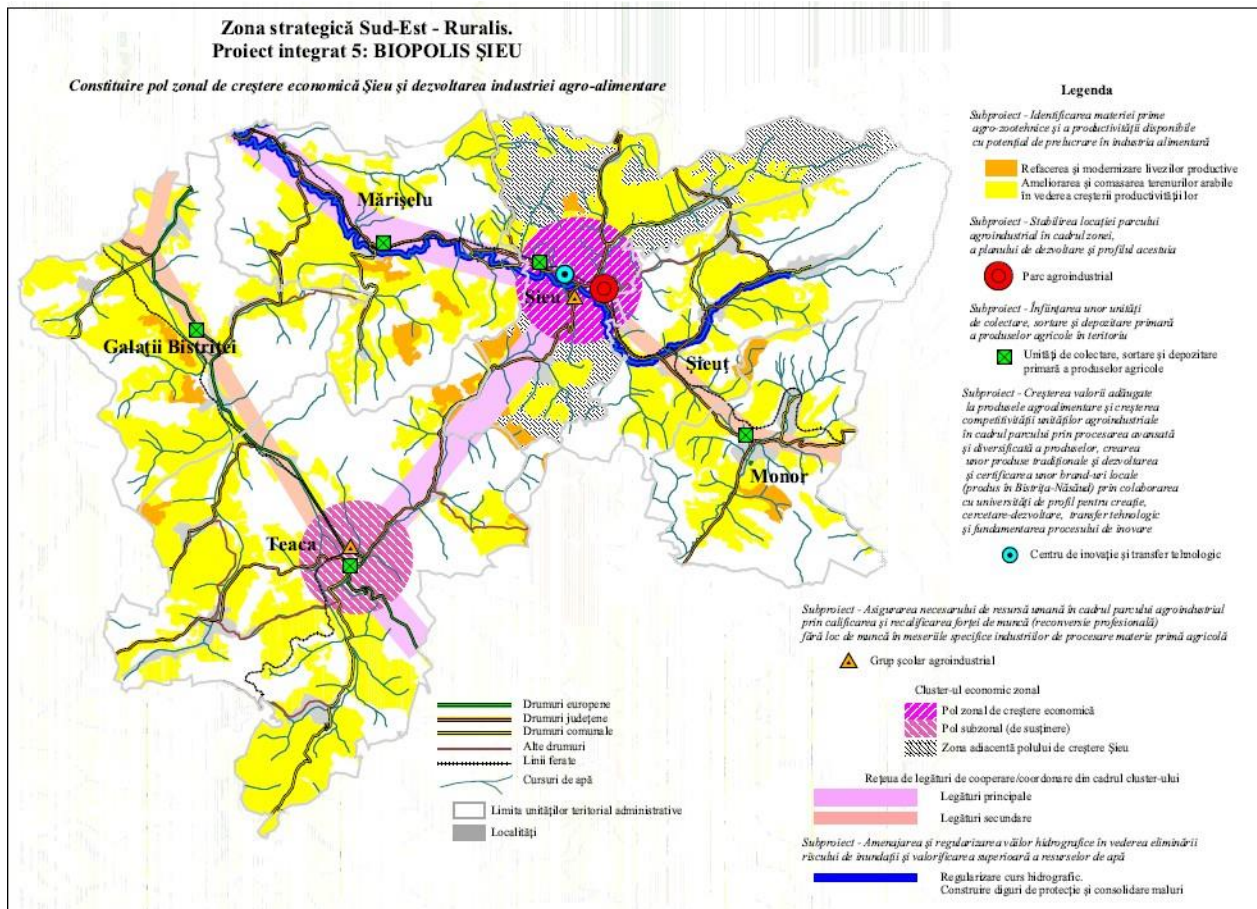 Zona strategică Sud-Est - Ruralis.
Proiect integrat 5: BIOPOLIS ŞIEU
Constituire pol zonal de creştere economică Şieu şi dezvoltarea industriei agro-alimentare
Mărişelu
Şieu
Galaţii Bistriţei
Şieuţ
Monor
Teaca
Drumuri europene
Drumuri judeţene
Drumuri comunale
Alte drumuri
Linii ferate
Cursuri de apă
Limita unităţilor teritorial administrative
Localităţi
Legenda
Subproiect - Identificarea materiei prime
agro-zootehnice şi a productivităţii disponibile
cu potenţial de prelucrare în industria alimentară
Refacerea şi modernizare livezilor productive
Ameliorarea şi comasarea terenurilor arabile
în vederea creşterii productivităţii lor
Subproiect - Stabilirea locaţiei parcului
agroindustrial în cadrul zonei,
a planului de dezvoltare şi profilul acestuia
Parc agroindustrial
Subproiect - Înfiinţarea unor unităţi
de colectare, sortare şi depozitare primară
a produselor agricole în teritoriu
Unităţi de colectare, sortare şi depozitare
primară a produselor agricole
Subproiect - Creşterea valorii adăugate
la produsele agrodimentare şi creşterea
competitivităţii unităţilor agroindustriale
în cadrul parcului prin procesarea avansată
şi diversificată a produselor, crearea
unor produse tradiţionale şi dezvoltarea
şi certificarea unor brand-uri locale
(produs în Bistriţa-Năsăud) prin colaborarea
cu universităţi de profil pentru creaţie,
cercetare-dezvoltare, transfer tehnologic
şi fundamentarea procesului de inovare
Centru de inovaţie şi transfer tehnologic
Subproiect - Asigurarea necesarului de resursă umană în cadrul parcului agroindustrial
prin calificarea şi recalificarea forţei de muncă (reconversie profesională)
fără loc de muncă în meseriile specifice industriilor de procesare materie primă agricolă
Grup şcolar agroindustrial
Cluster-ul economic zonal
Pol zonal de creştere economică
Pol subzonal (de susţinere)
Zona adiacentă polului de creştere Şieu
Reţeua de legături de cooperare/coordonare din cadrul cluster-ului
Legături principale
Legături secundare
Subproiect - Amenajarea şi regularizarea văilor hidrografice în vederea eliminării
riscului de inundaţii şi valorificarea superioară a resurselor de apă
Regularizare curs hidrografic.
Construire diguri de protecţie şi consolidare maluri